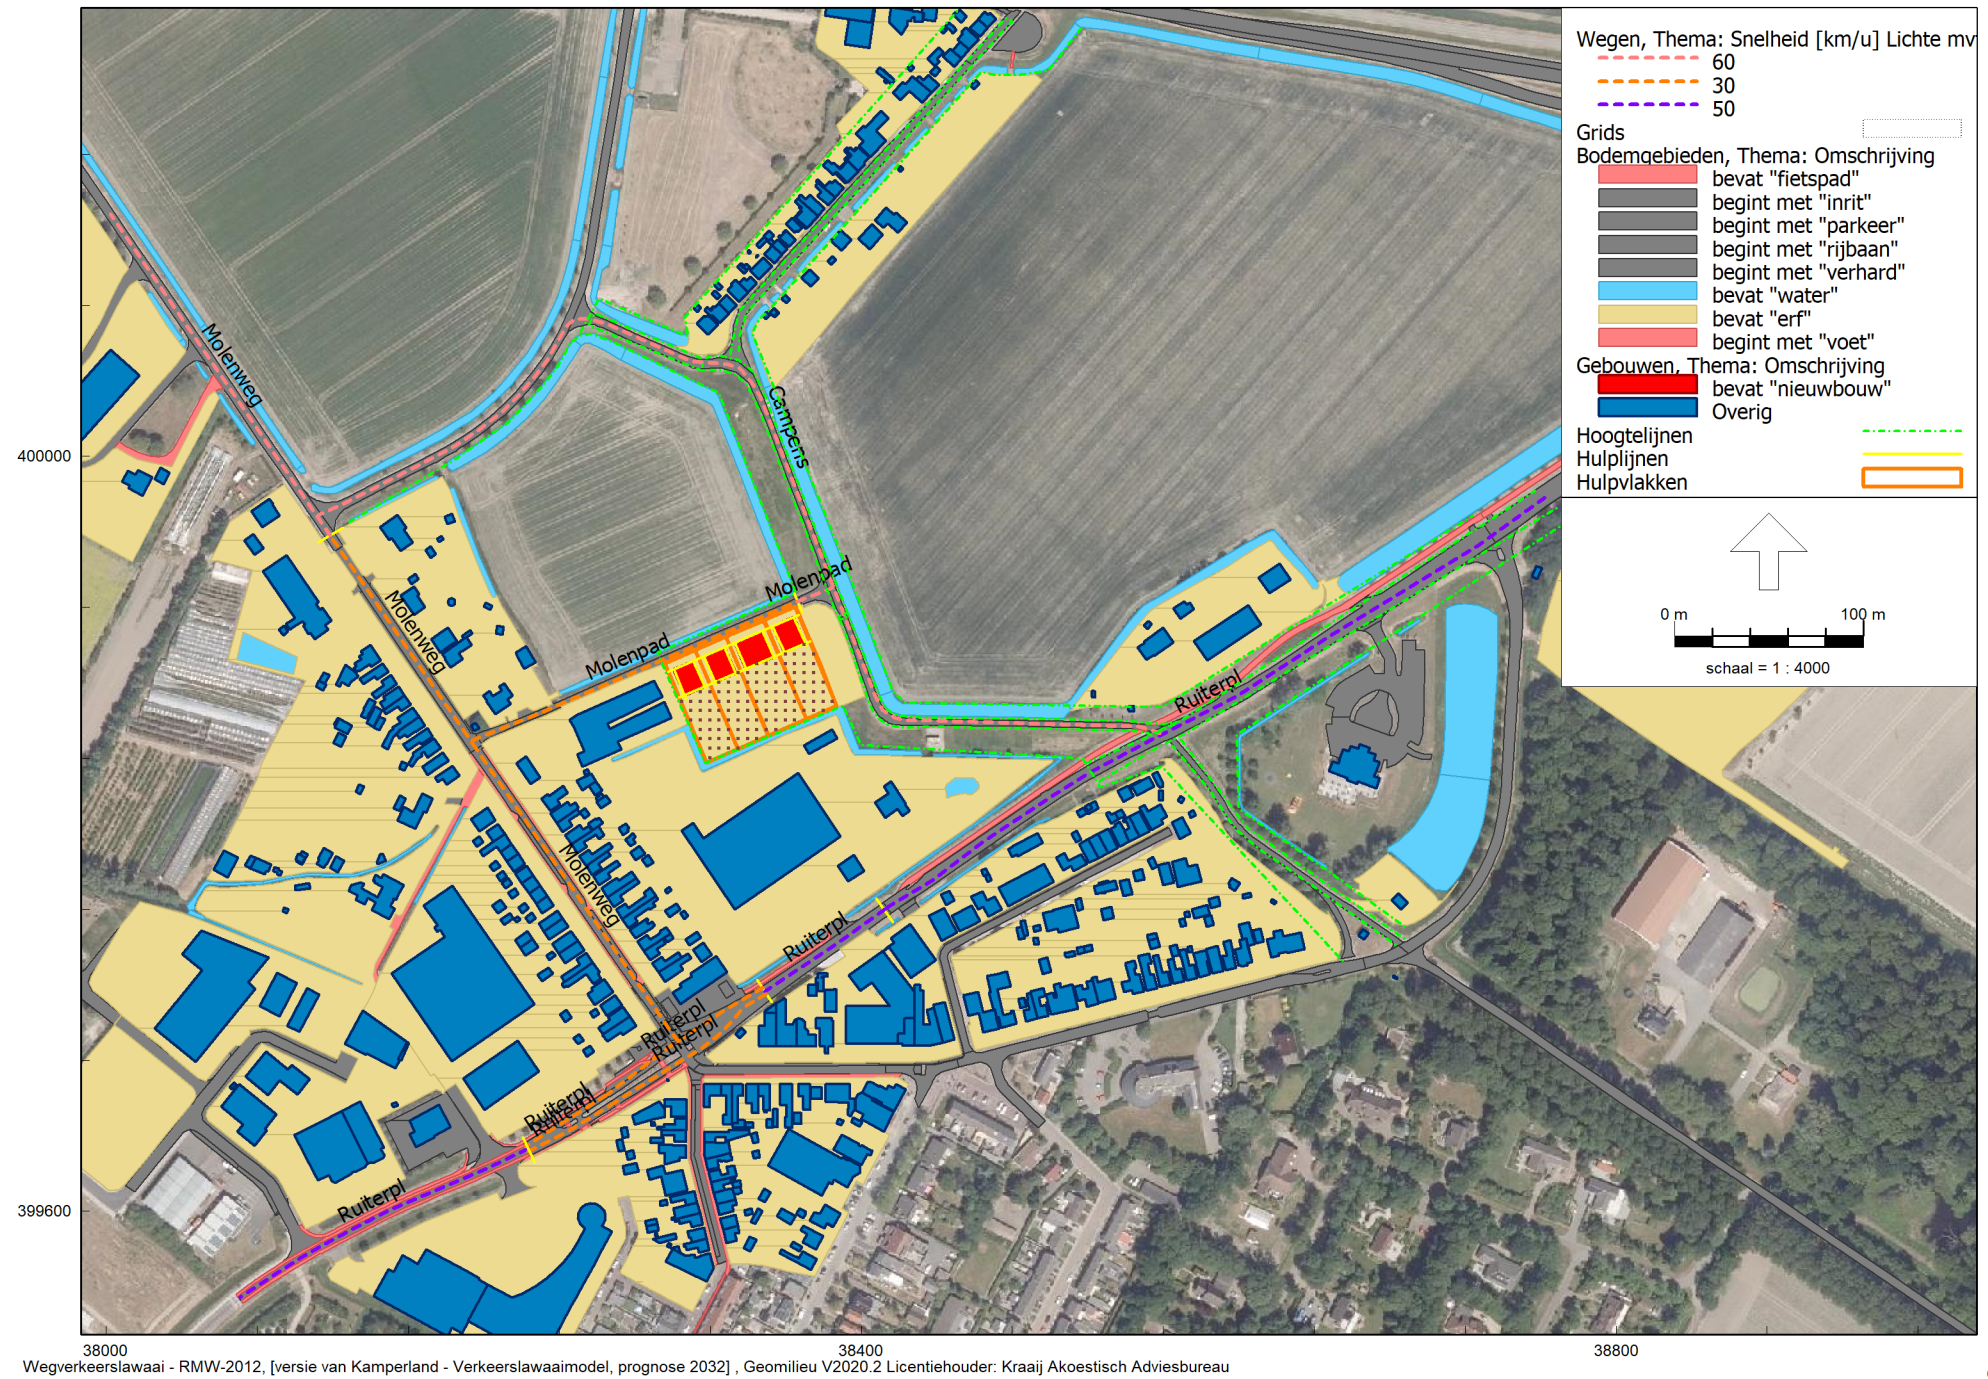 Wegen, Thema: Snelheid [km/u] Lichte mv
60
30
50
Grids
Bodemgebieden, Thema: Omschrijving
bevat "fietspad"
begint met "inrit"
begint met "parkeer"
begint met "rijbaan"
begint met "verhard"
bevat "water"
bevat "erf"
begint met "voet"
Gebouwen, Thema: Omschrijving
bevat "nieuwbouw"
Overig
Hoogtelijnen
Hulplijnen
Hulpvlakken
0 m 100 m
schaal = 1 : 4000
Molenweg
Campens
400000
Molenpad
Molenweg
Molenpad
Ruiterpl
Molenweg
Ruiterpl
Ruiterpl
Ruiterpl
Ruiterpl
Ruiterpl
Ruiterpl
399600
38000 38400 38800
Wegverkeerslawaai - RMW-2012, [versie van Kamperland - Verkeerslawaaimodel, prognose 2032] , Geomilieu V2020.2 Licentiehouder: Kraaij Akoestisch Adviesbureau